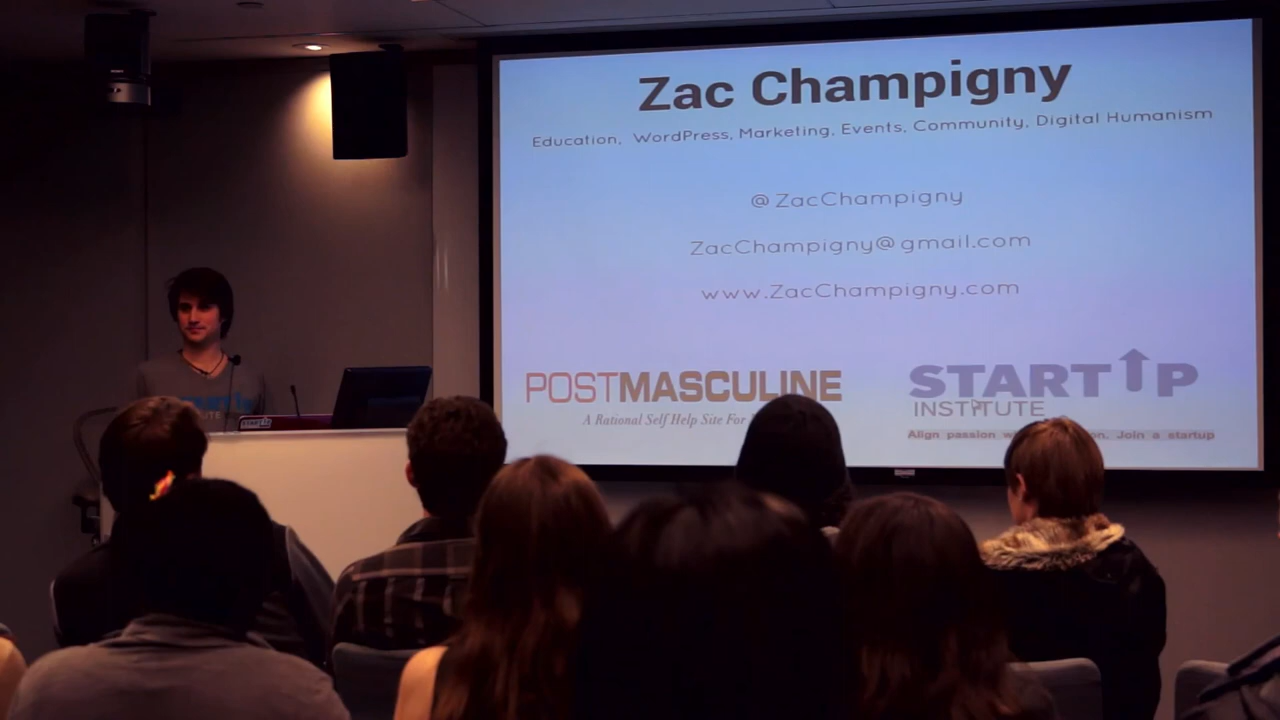 Zac Champigny
Education, WordPress, Marketing, Events, Community, Digital Humanism
@ZacChampigny
ZacChampigny@gmail.com
www.ZacChampigny.com
POSTMASCULINE
A Rational Self Help Site For
START P
INSTITUTE
Align passion Join a startup